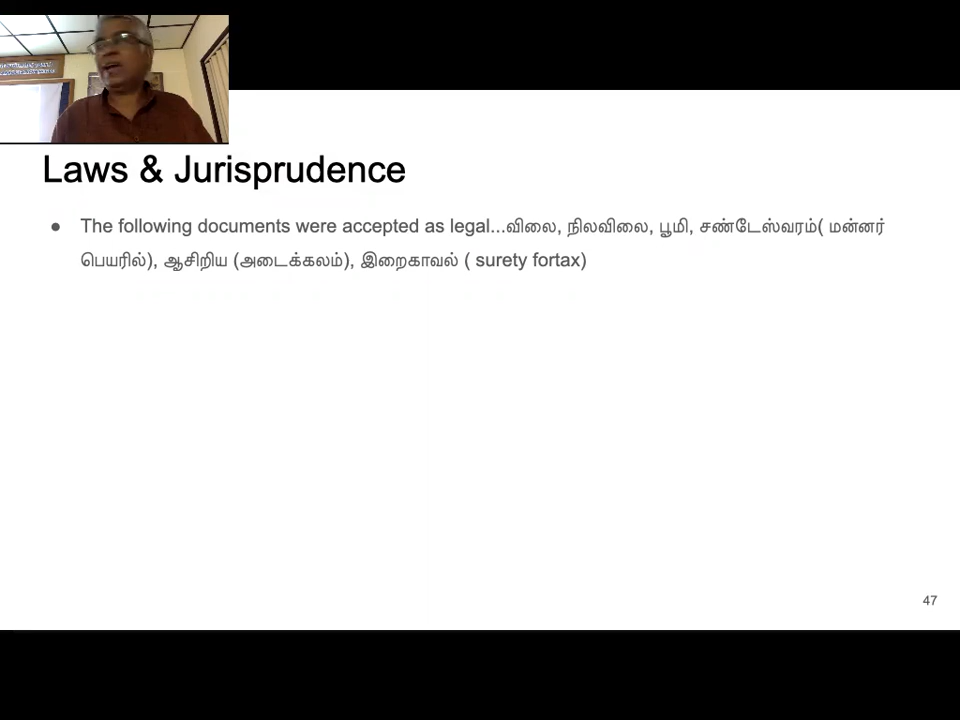 Laws & Jurisprudence
● The following documents were accepted as legal...விலை, நிலவிலை, பூமி, சண்டேஸ்வரம்( மன்னர்
பெயரில்), ஆசிறிய (அடைக்கலம்), இறைகாவல் ( surety fortax)
47